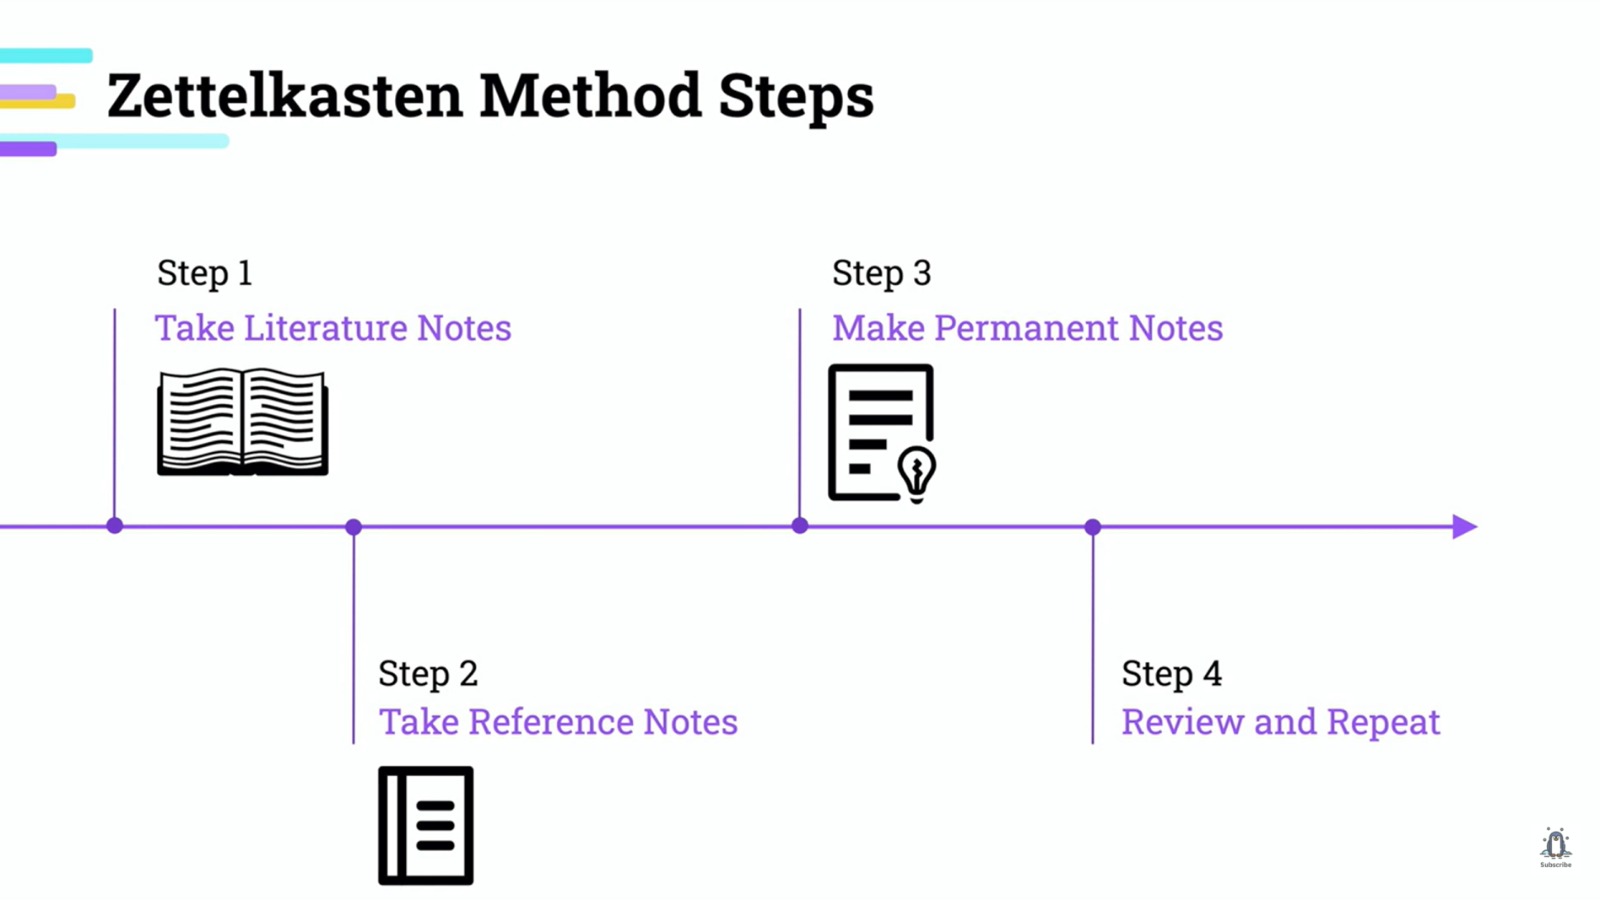 Zettelkasten Method Steps
Step 1
Take Literature Notes
Step 2
Take Reference Notes
Step 3
Make Permanent Notes
Step 4
Review and Repeat
Subscribe